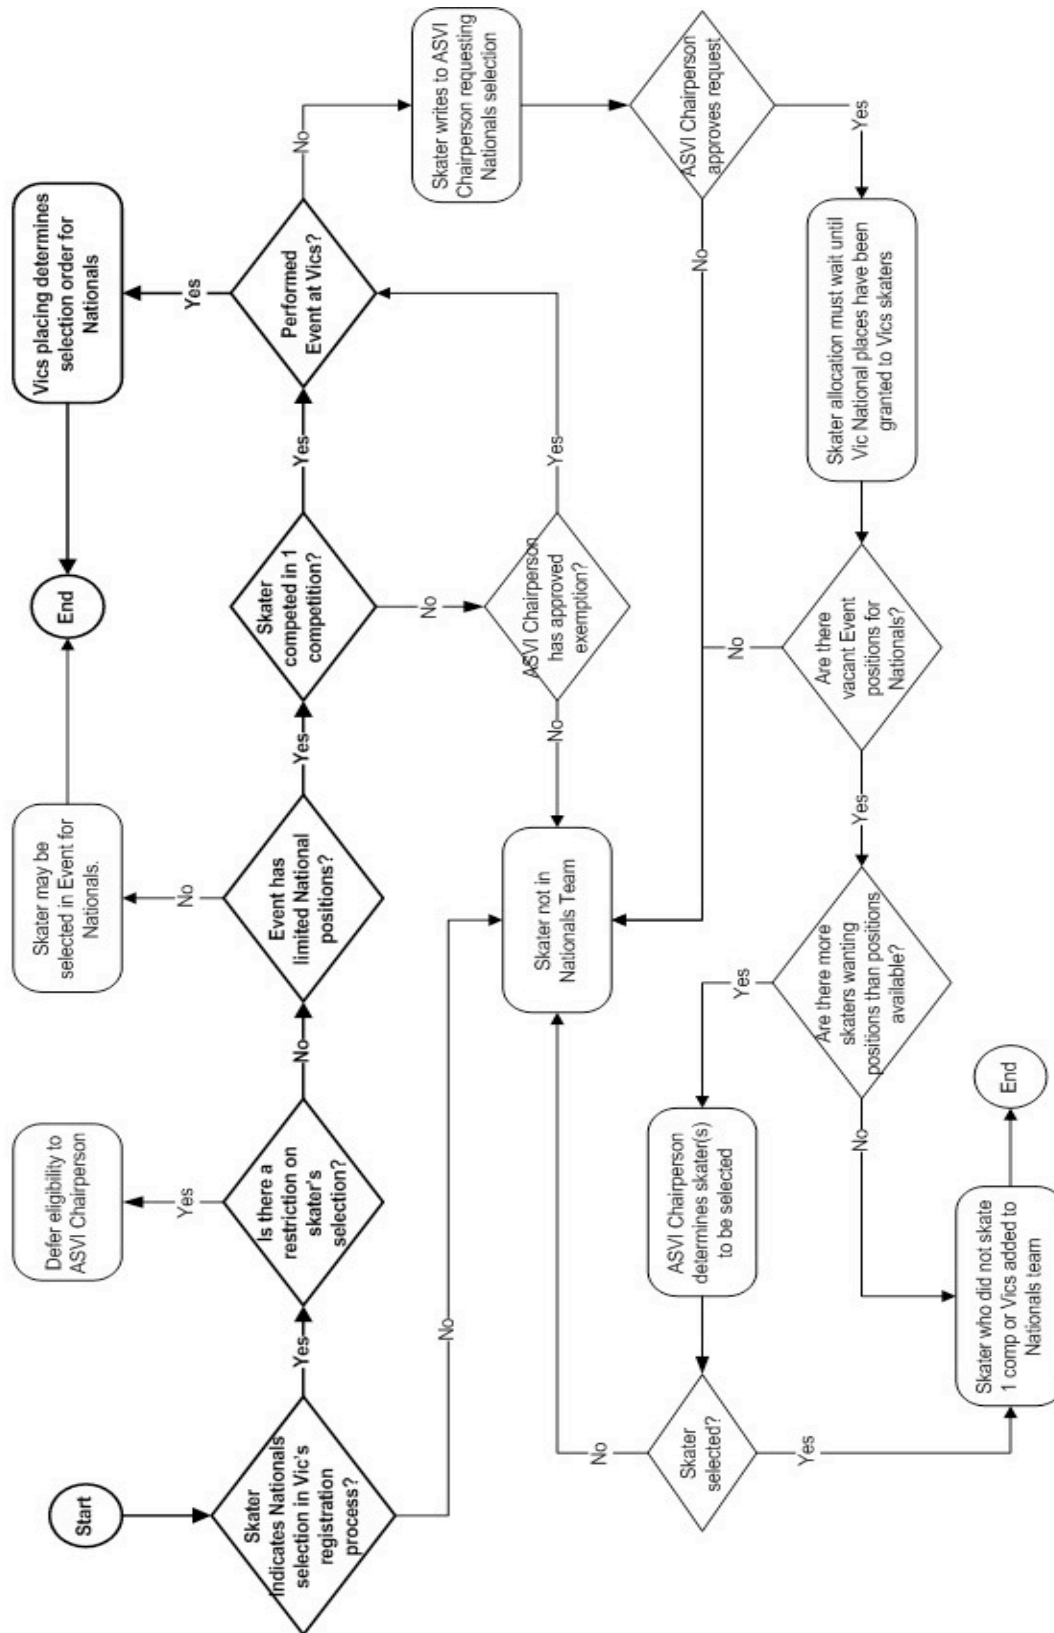 Start
Skater
Indicates Nationals
selection in Vic's
registration
process?
Yes
No
Is there a
restriction on
skater's
selection?
Yes
Defer eligibility to
ASVI Chairperson
No
Event has
limited National
positions?
No
Skater may be
selected in Event for
Nationals.
End
Yes
Skater
competed in 1
competition?
Yes
No
ASVI Chairperson
has approved
exemption?
No
Yes
Performed
Event at Vics?
Yes
Vics placing determines
selection order for
Nationals
No
Skater writes to ASVI
Chairperson requesting
Nationals selection
ASVI Chairperson
approves request
No
Yes
Skater not in
Nationals Team
Skater allocation must wait until
Vic National places have been
granted to Vics skaters
Are there
vacant Event
positions for
Nationals?
No
Yes
Are there more
skaters wanting
positions than positions
available?
Yes
No
ASVI Chairperson
determines skater(s)
to be selected
Skater
selected?
No
Yes
Skater who did not skate
1 comp or Vics added to
Nationals team
End